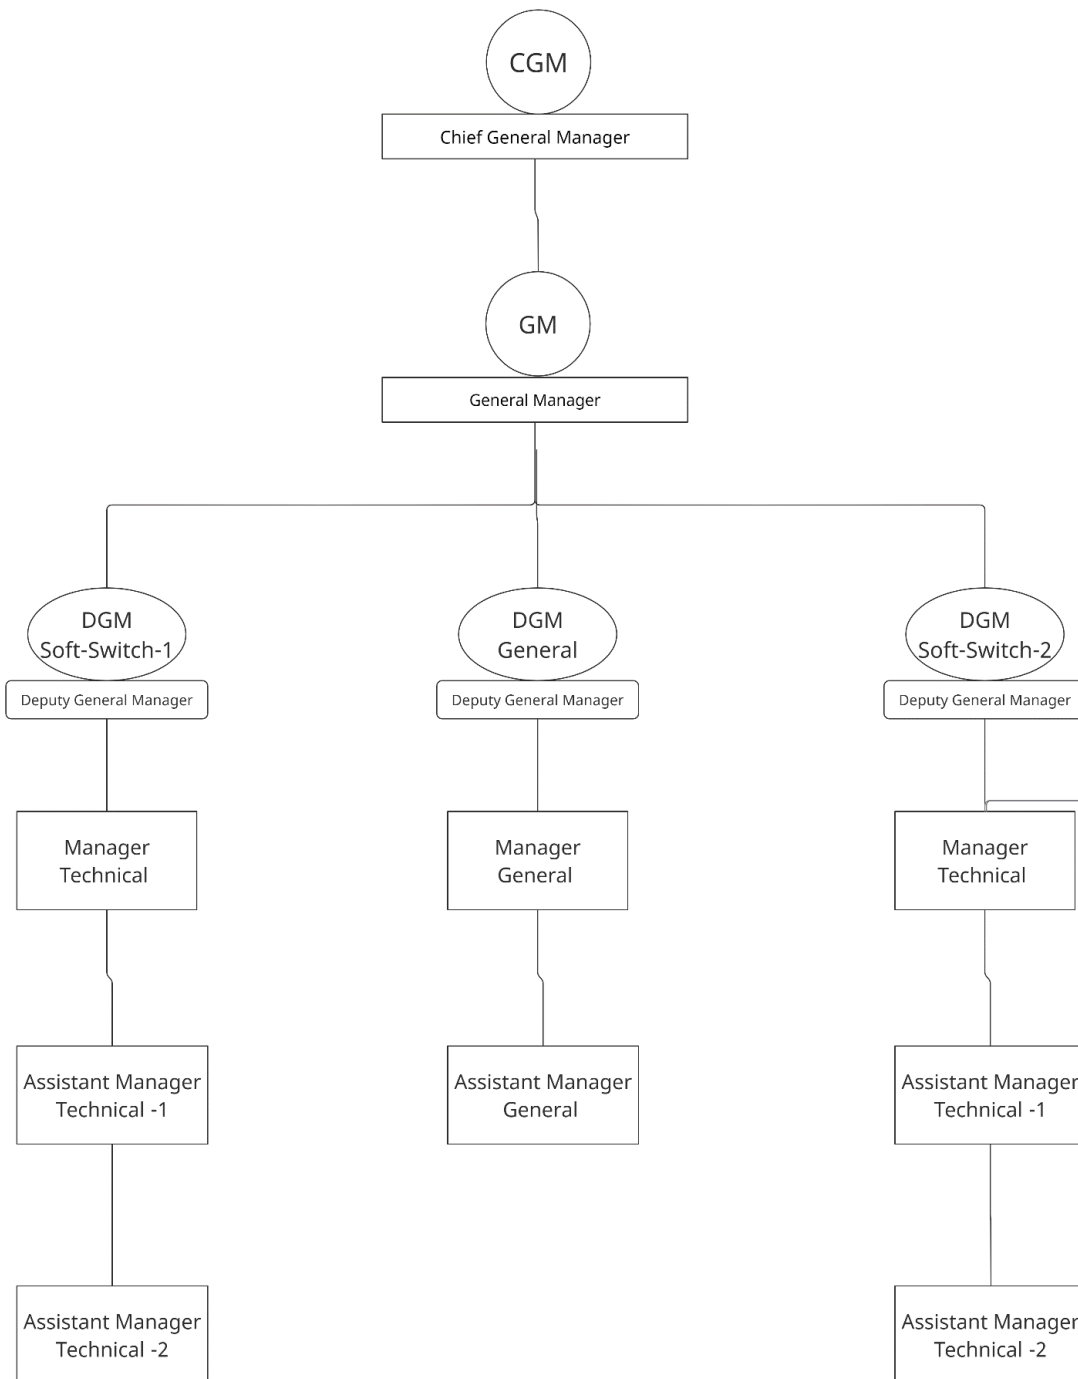 CGM
Chief General Manager
GM
General Manager
DGM
Soft-Switch-1
Deputy General Manager
DGM
General
Deputy General Manager
DGM
Soft-Switch-2
Deputy General Manager
Manager
Technical
Manager
General
Manager
Technical
Assistant Manager
Technical -1
Assistant Manager
General
Assistant Manager
Technical -1
Assistant Manager
Technical -2
Assistant Manager
Technical -2